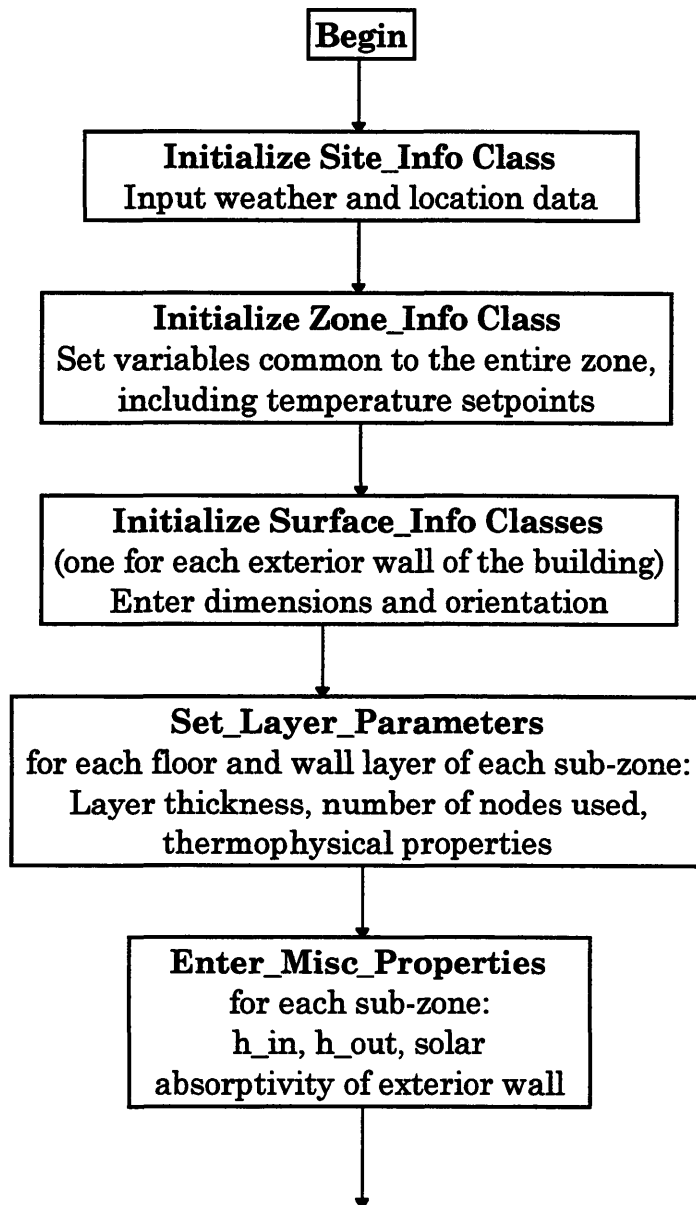 Begin
Initialize Site_Info Class
Input weather and location data
Initialize Zone_Info Class
Set variables common to the entire zone,
including temperature setpoints
Initialize Surface_Info Classes
(one for each exterior wall of the building)
Enter dimensions and orientation
Set_Layer_Parameters
for each floor and wall layer of each sub-zone:
Layer thickness, number of nodes used,
thermophysical properties
Enter_Misc_Properties
for each sub-zone:
h_in, h_out, solar
absorptivity of exterior wall